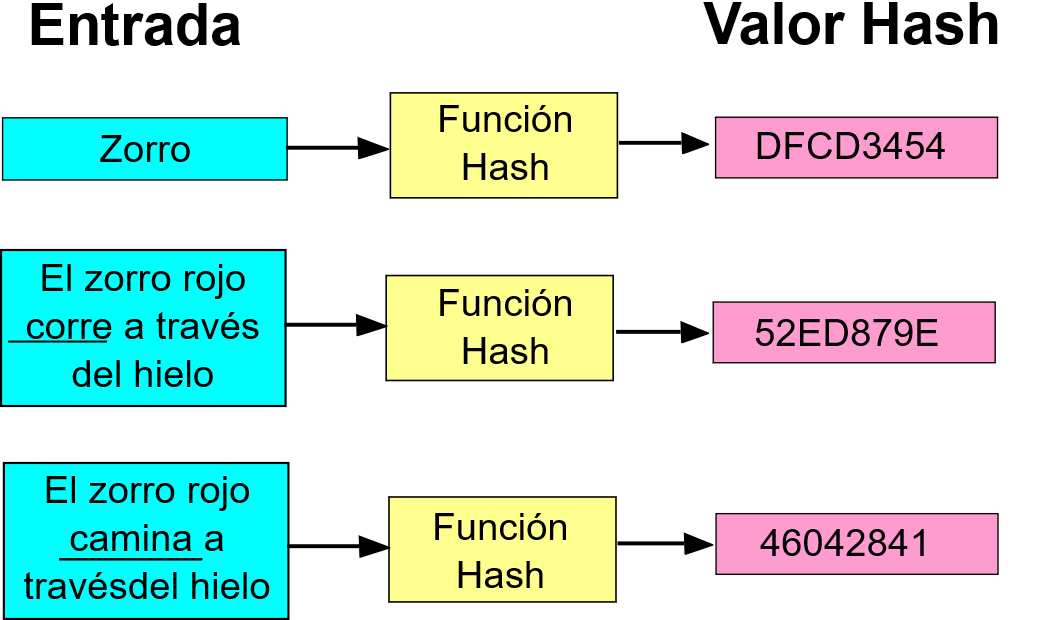 Entrada
Valor Hash
Zorro
Función
Hash
DFCD3454
El zorro rojo
corre a través
del hielo
Función
Hash
52ED879E
El zorro rojo
camina a
travésdel hielo
Función
Hash
46042841